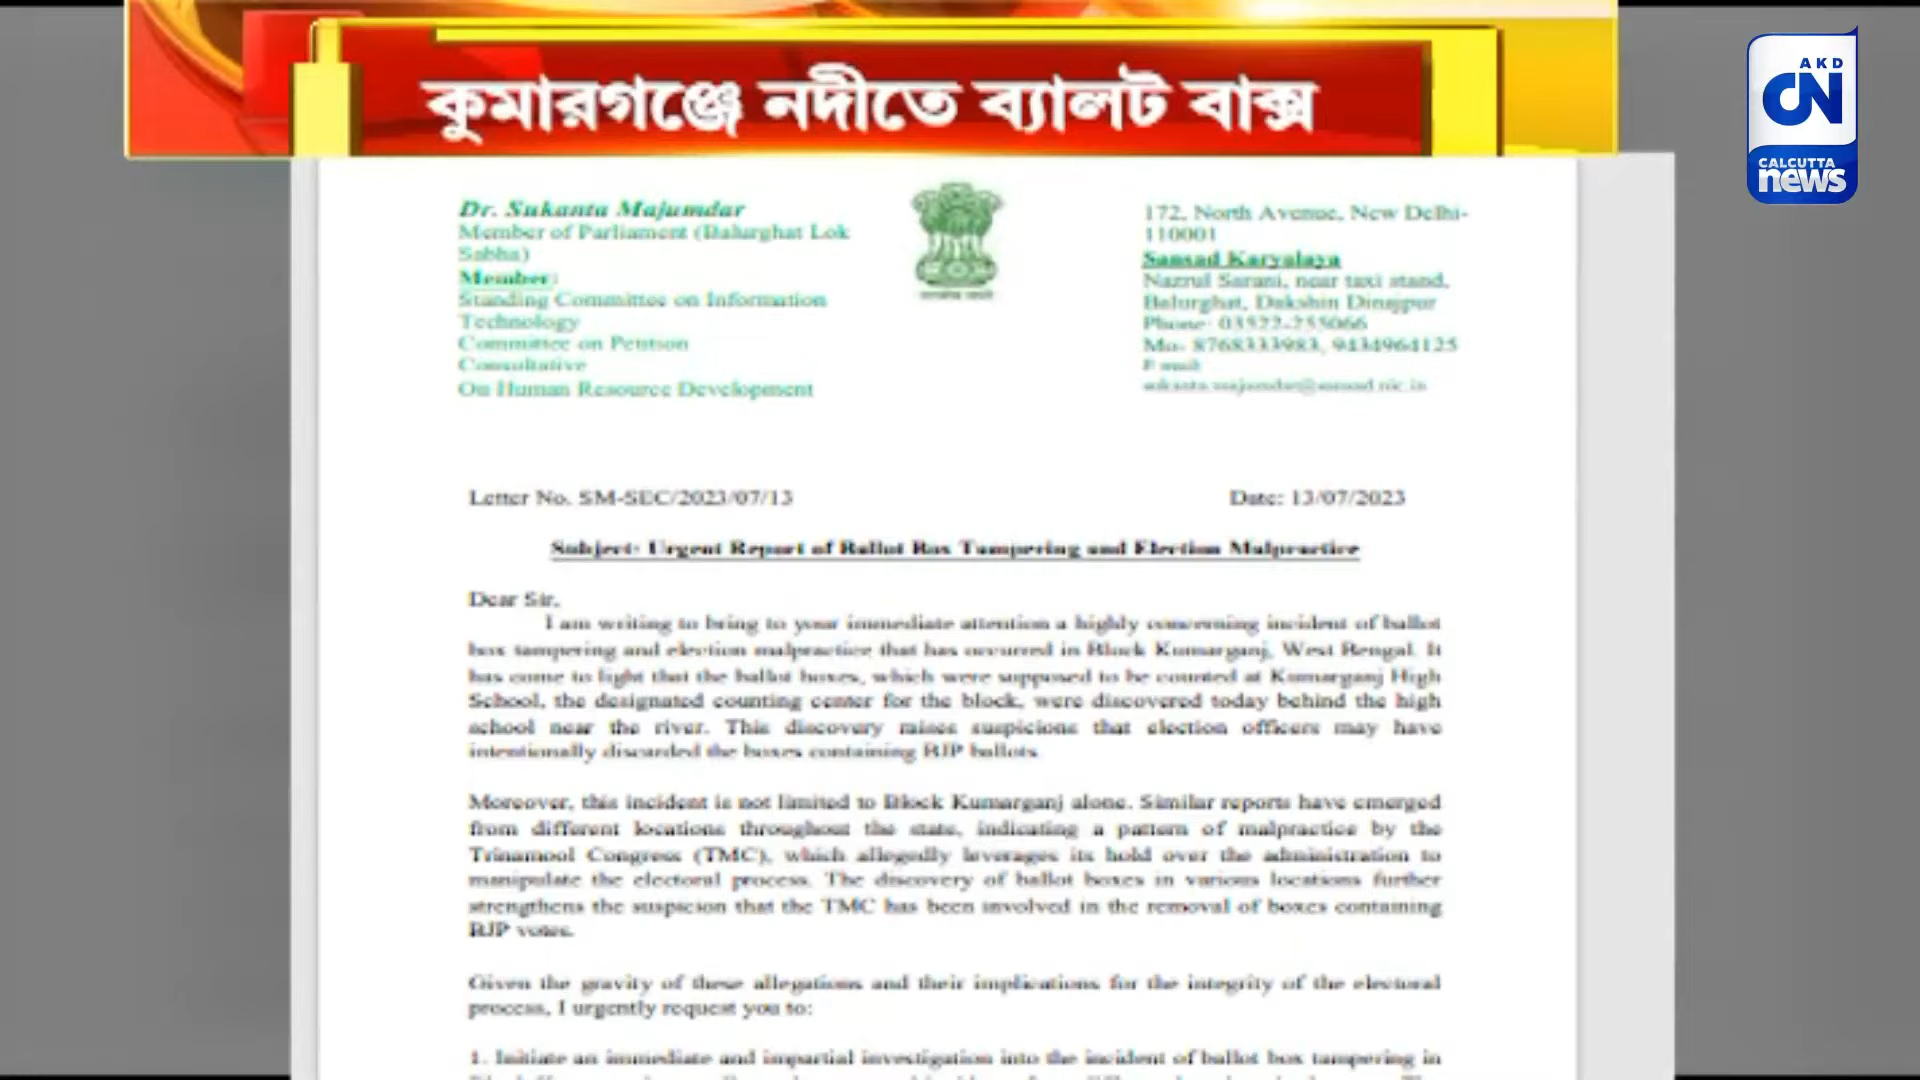 কুমারগঞ্জে নদীতে ব্যালট বাক্স
AKD
CN
CALCUTTA
news
Dr. Sukanta Majumdar
Member of Parliament (Balurghat Lok
Sabha)
Member:
Standing Committee on Information
Technology
Committee on Petition
Consultative
On Human Resource Development
172, North Avenue, New Delhi-
110001
Sansad Karyalaya
Nazrul Sarani, near taxi stand,
Balurghat, Dakshin Dinajpur
Phone: 03522-255066
Mo- 8768333983, 9434964125
E mail:
sukanta.majumdar@sansad.nic.in
Letter No. SM-SEC/2023/07/13
Date: 13/07/2023
Subject- Urgent Report of Ballot Box Tampering and Election Malpractice
Dear Sir,
I am writing to bring to your immediate attention a highly concerning incident of ballot
box tampering and election malpractice that has occurred in Block Kumarganj, West Bengal. It
has come to light that the ballot boxes, which were supposed to be counted at Kumarganj High
School, the designated counting center for the block, were discovered today behind the high
school near the river. This discovery raises suspicions that election officers may have
intentionally discarded the boxes containing BJP ballots.
Moreover, this incident is not limited to Block Kumarganj alone. Similar reports have emerged
from different locations throughout the state, indicating a pattern of malpractice by the
Trinamool Congress (TMC), which allegedly leverages its hold over the administration to
manipulate the electoral process. The discovery of ballot boxes in various locations further
strengthens the suspicion that the TMC has been involved in the removal of boxes containing
BJP votes.
Given the gravity of these allegations and their implications for the integrity of the electoral
process, I urgently request you to:
1. Initiate an immediate and impartial investigation into the incident of ballot box tampering in